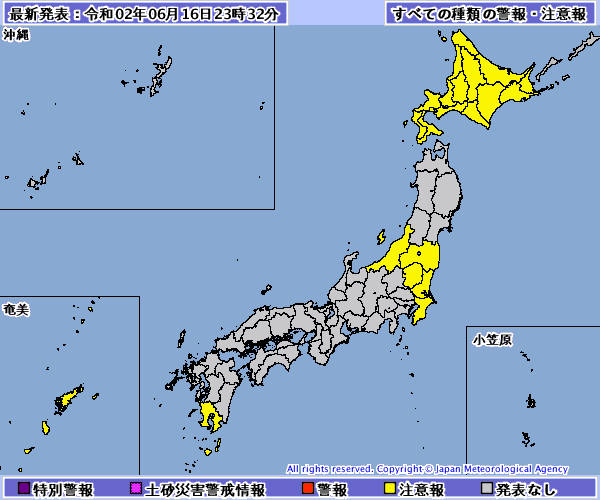 最新発表：令和02年06月16日23時32分
すべての種類の警報・注意報
沖縄
奄美
小笠原
All rights reserved. Copyright © Japan Meteorological Agency
特別警報
土砂災害警戒情報
警報
注意報
発表なし